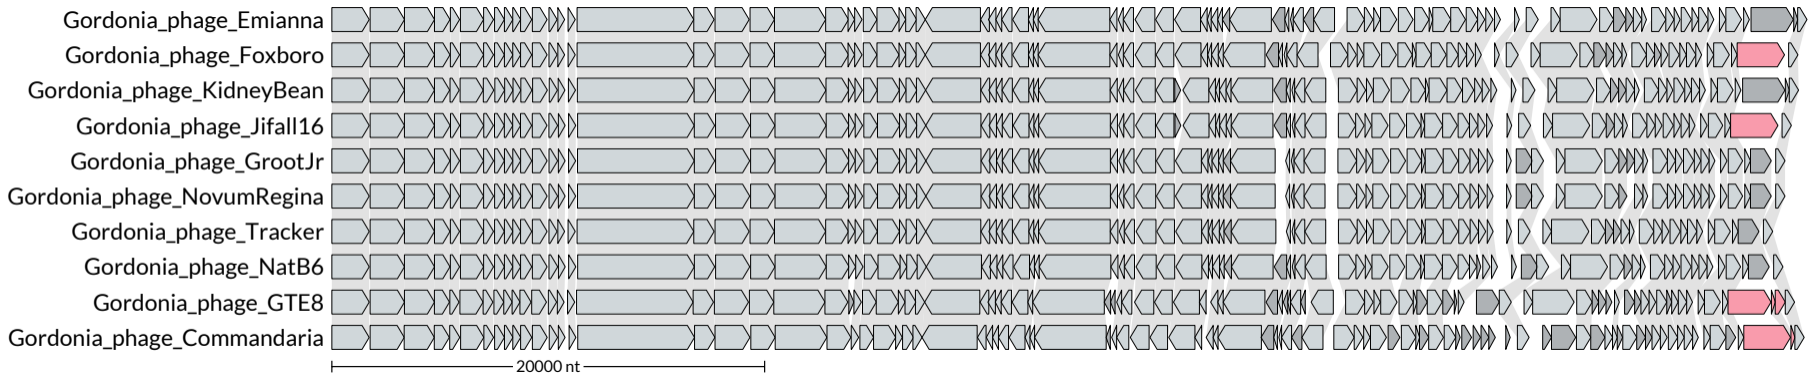 Gordonia_phage_Emianna
Gordonia_phage_Foxboro
Gordonia_phage_KidneyBean
Gordonia_phage_Jifall16
Gordonia_phage_GrootJr
Gordonia_phage_NovumRegina
Gordonia_phage_Tracker
Gordonia_phage_NatB6
Gordonia_phage_GTE8
Gordonia_phage_Commandaria
20000 nt